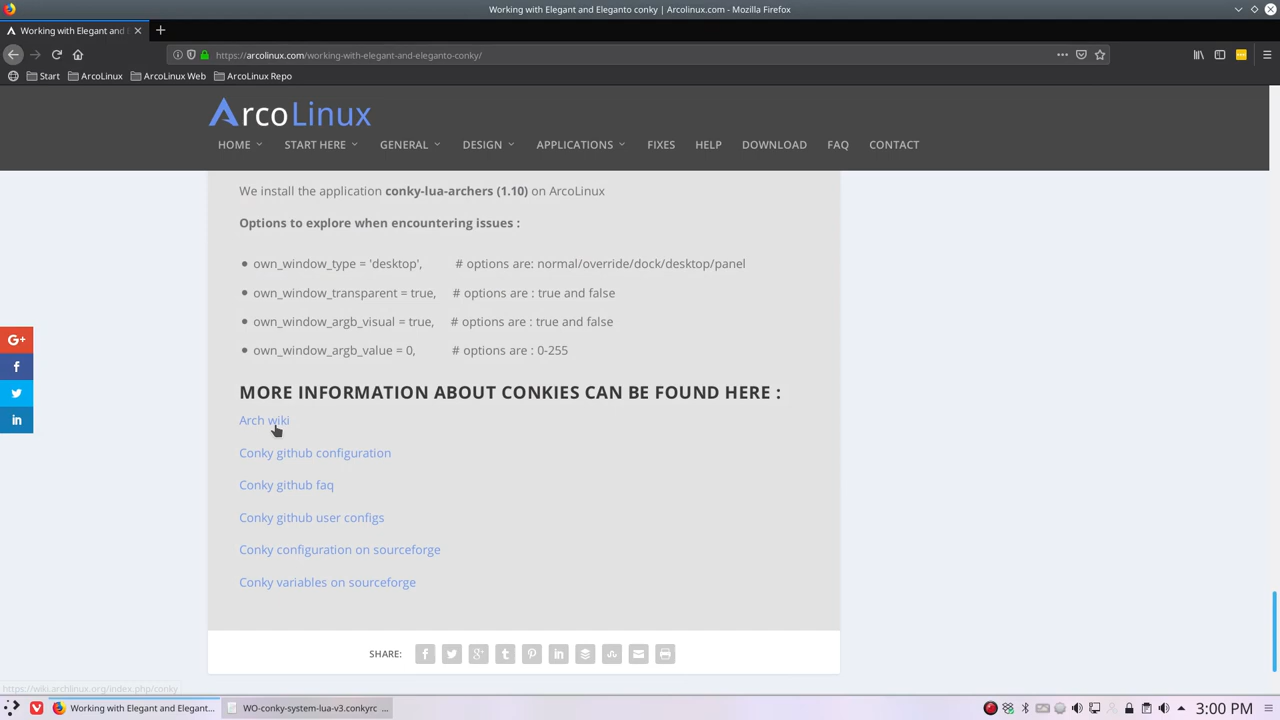 Working with Elegant and Eleganto conky | Arcolinux.com - Mozilla Firefox
Working with Elegant and E
https://arcolinux.com/working-with-elegant-and-eleganto-conky/
Start ArcoLinux ArcoLinux Web ArcoLinux Repo
ArcoLinux
HOME START HERE GENERAL DESIGN APPLICATIONS FIXES HELP DOWNLOAD FAQ CONTACT
We install the application conky-lua-archers (1.10) on ArcoLinux
Options to explore when encountering issues :
own_window_type = 'desktop', # options are: normal/override/dock/desktop/panel
own_window_transparent = true, # options are : true and false
own_window_argb_visual = true, # options are : true and false
own_window_argb_value = 0, # options are : 0-255
MORE INFORMATION ABOUT CONKIES CAN BE FOUND HERE :
Arch wiki
Conky github configuration
Conky github faq
Conky github user configs
Conky configuration on sourceforge
Conky variables on sourceforge
G+
f
in
SHARE:
https://wiki.archlinux.org/index.php/conky
Working with Elegant and Elegant... WO-conky-system-lua-v3.conkyrc ... 3:00 PM